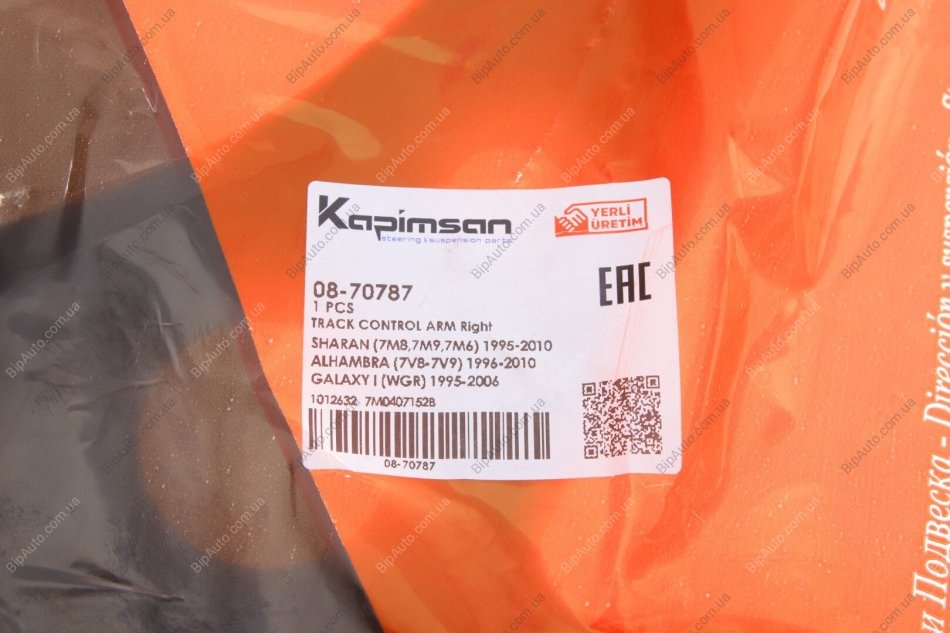 Kapimsan
steering & suspension parts
YERLİ
ÜRETİM
EAC
08-70787
1 PCS
TRACK CONTROL ARM Right
SHARAN (7M8,7M9,7M6) 1995-2010
ALHAMBRA (7V8-7V9) 1996-2010
GALAXY I (WGR) 1995-2006
1012632 7M0407152B
08-70787
и Подвеска - Dirección y suspensión
BipAuto.com.ua